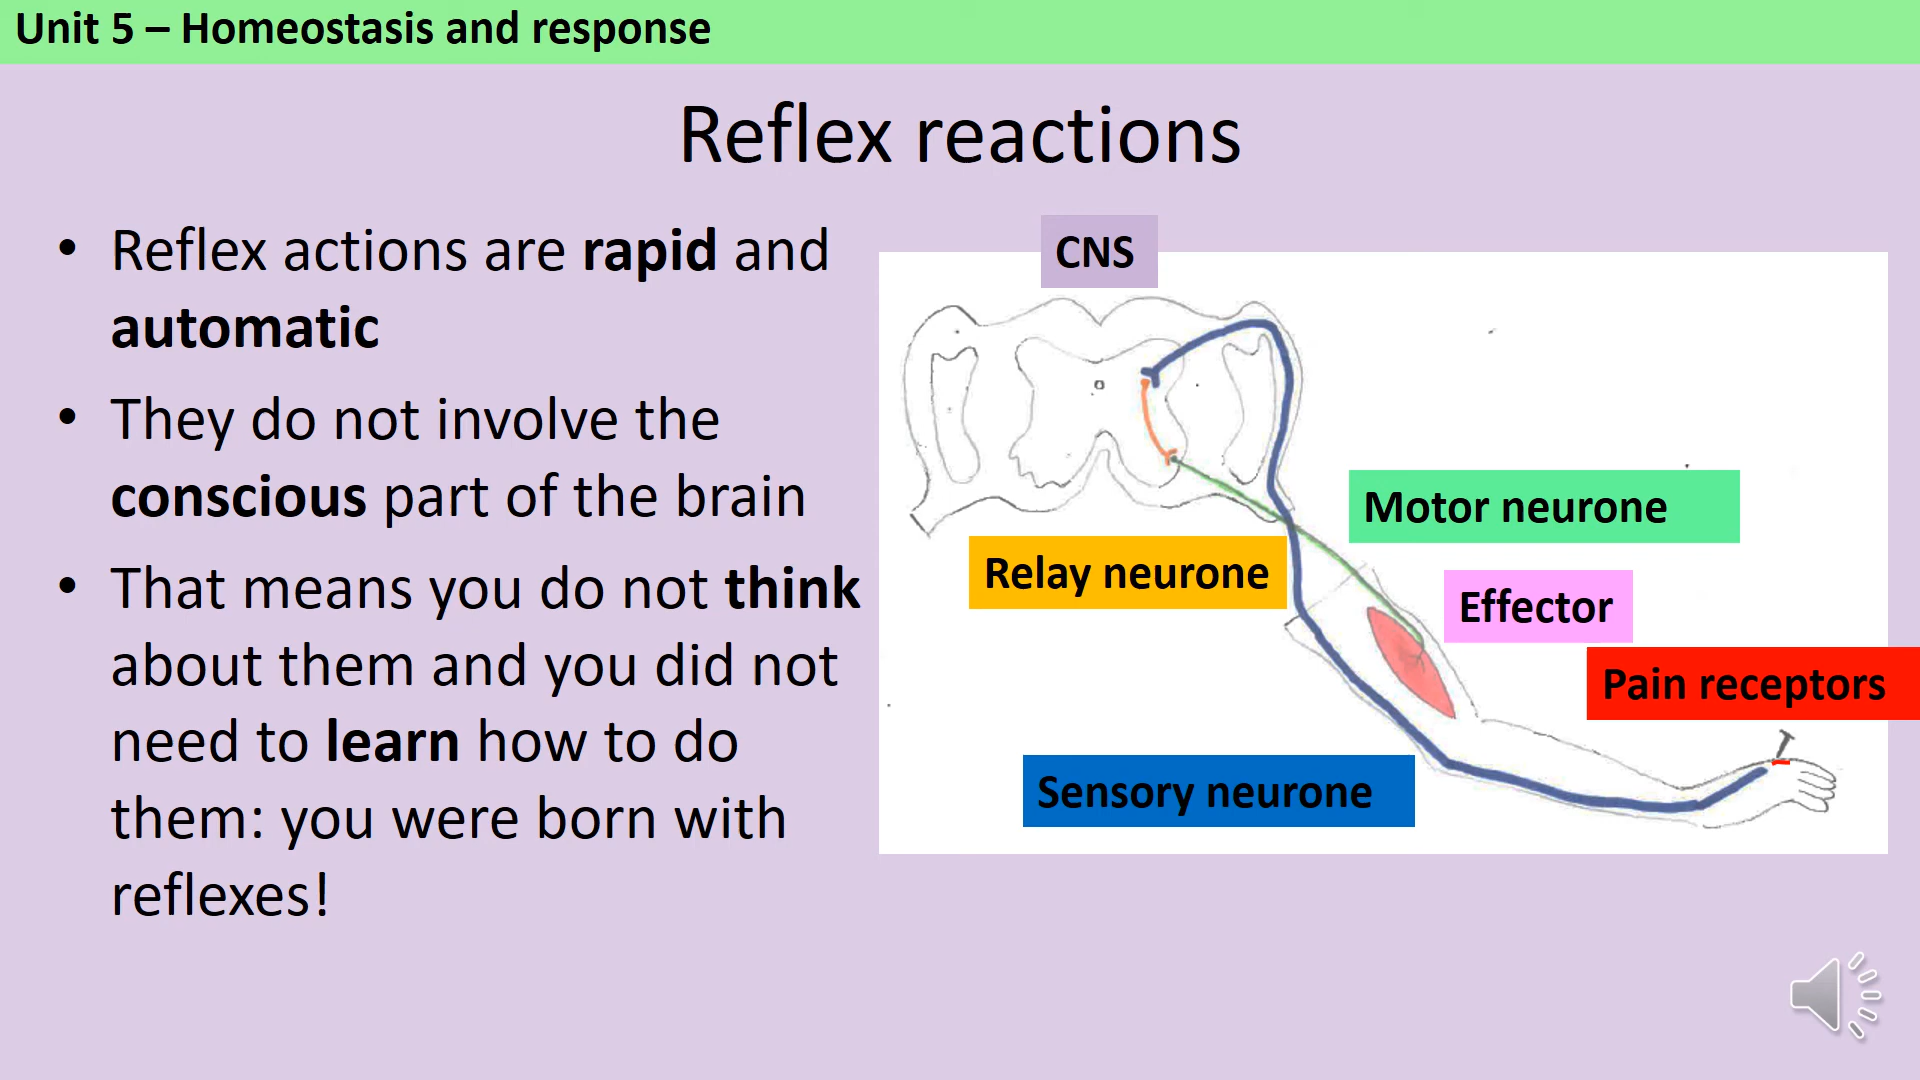 Unit 5 – Homeostasis and response
Reflex reactions
• Reflex actions are rapid and
automatic
• They do not involve the
conscious part of the brain
• That means you do not think
about them and you did not
need to learn how to do
them: you were born with
reflexes!
CNS
Motor neurone
Relay neurone
Effector
Pain receptors
Sensory neurone